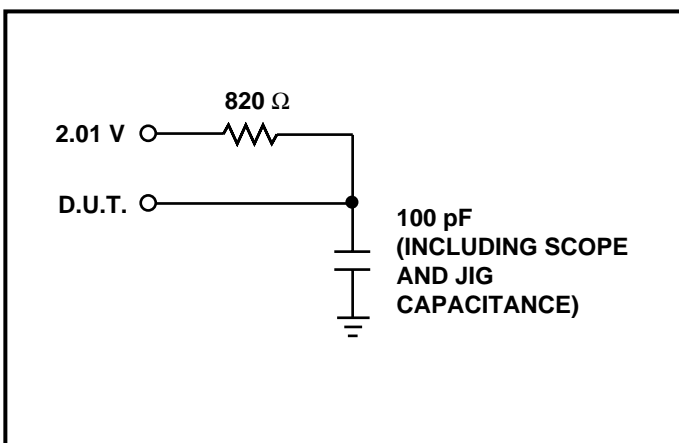 820 Ω
2.01 V
D.U.T.
100 pF
(INCLUDING SCOPE
AND JIG
CAPACITANCE)